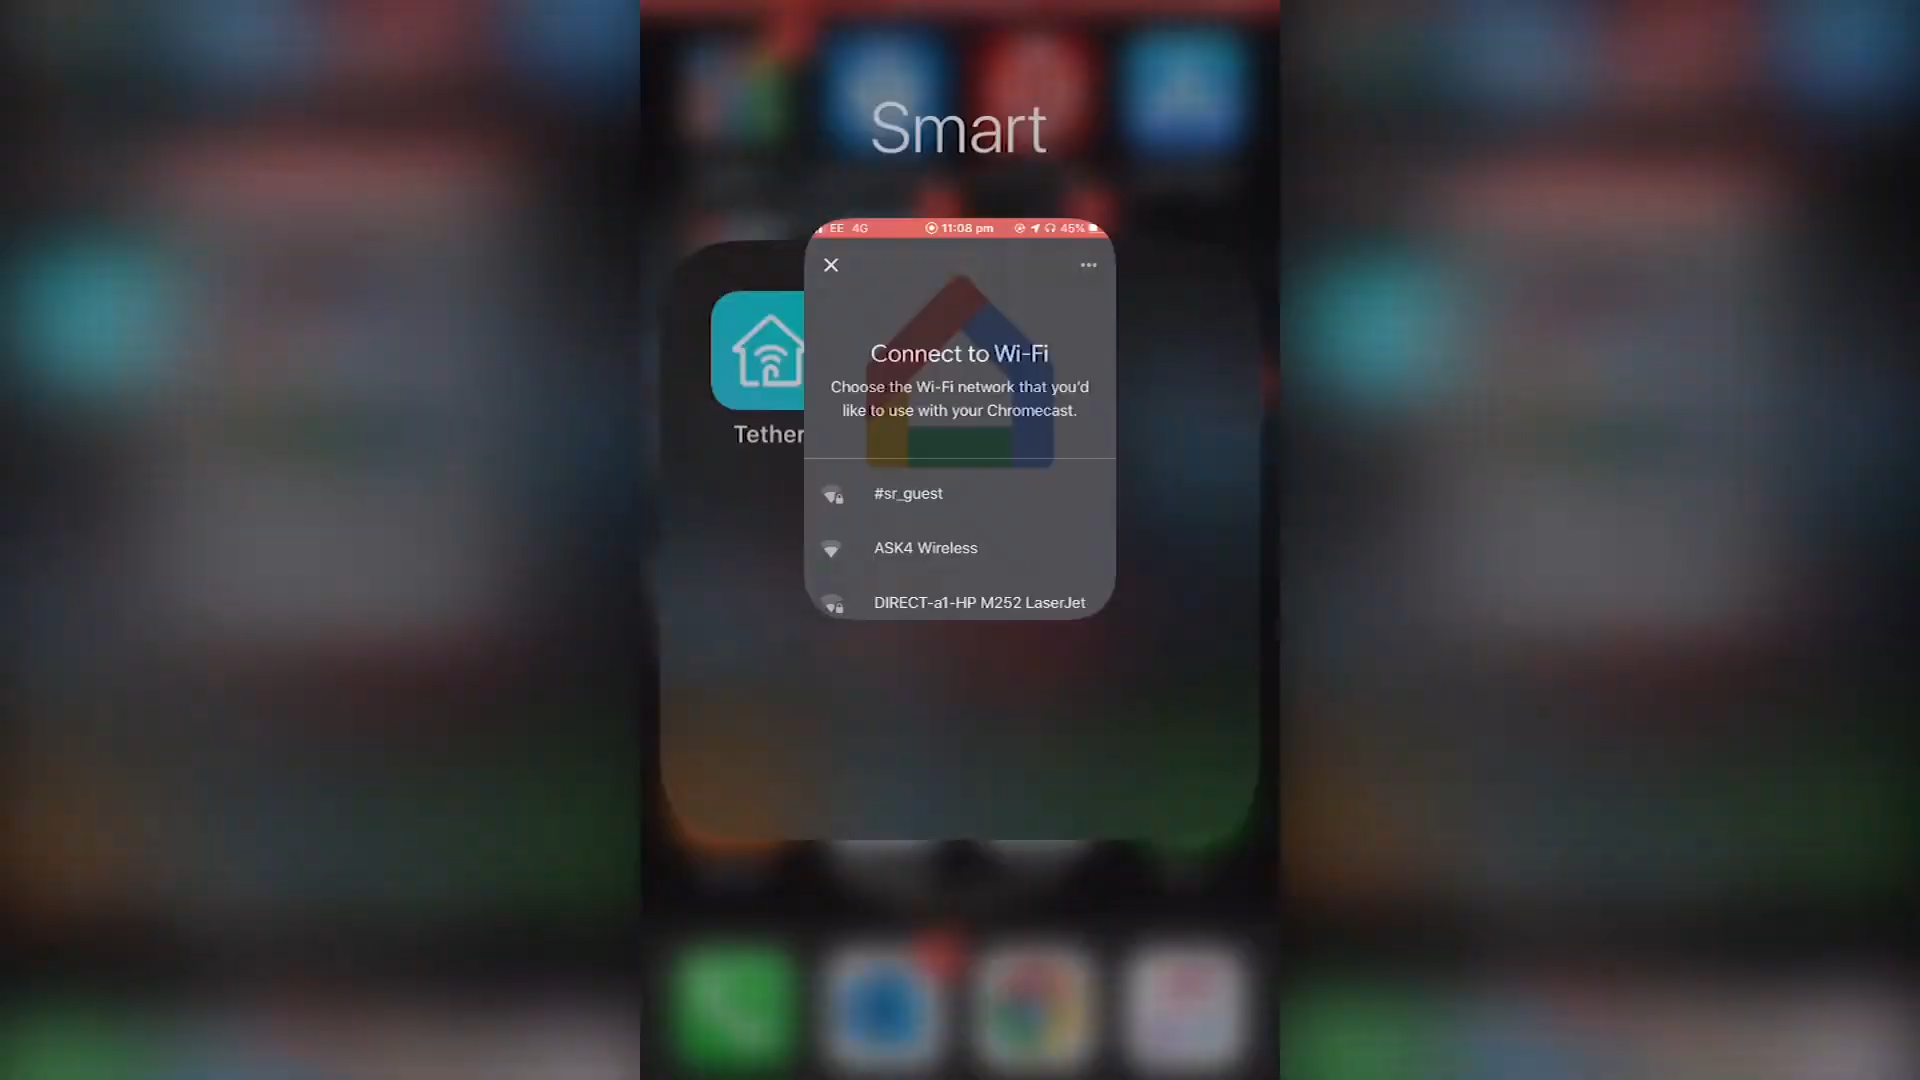 Smart
EE 4G 11:08 pm 45%
Connect to Wi-Fi
Choose the Wi-Fi network that you'd
like to use with your Chromecast.
Tether
#sr_guest
ASK4 Wireless
DIRECT-a1-HP M252 LaserJet